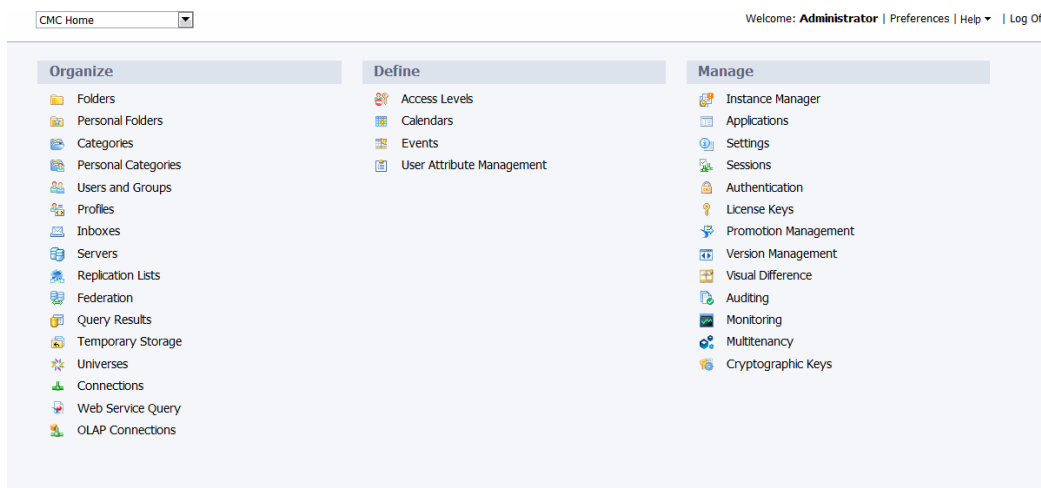 CMC Home
Welcome: Administrator | Preferences | Help | Log Of
Organize
Folders
Personal Folders
Categories
Personal Categories
Users and Groups
Profiles
Inboxes
Servers
Replication Lists
Federation
Query Results
Temporary Storage
Universes
Connections
Web Service Query
OLAP Connections
Define
Access Levels
Calendars
Events
User Attribute Management
Manage
Instance Manager
Applications
Settings
Sessions
Authentication
License Keys
Promotion Management
Version Management
Visual Difference
Auditing
Monitoring
Multitenancy
Cryptographic Keys